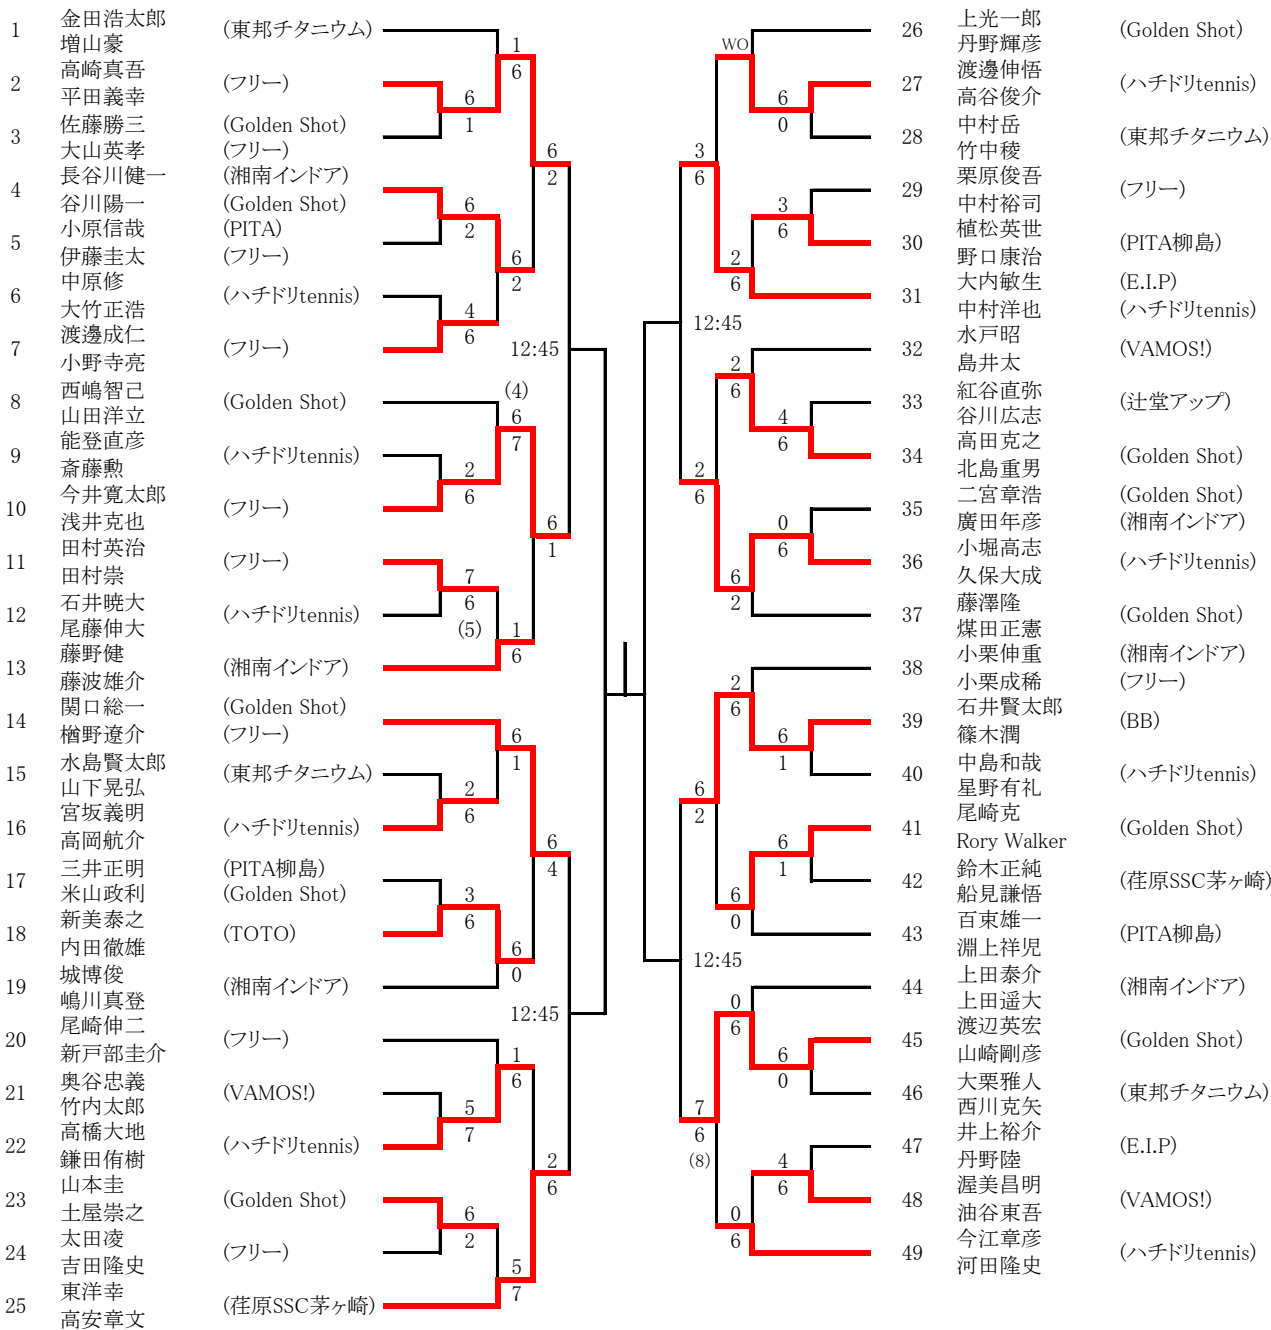 1 金田浩太郎 (東邦チタニウム)
増山豪
2 高崎真吾 (フリー)
平田義幸
3 佐藤勝三 (Golden Shot)
大山英孝 (フリー)
4 長谷川健一 (湘南インドア)
谷川陽一 (Golden Shot)
5 小原信哉 (PITA)
伊藤圭太 (フリー)
6 中原修 (ハチドリtennis)
大竹正浩
7 渡邊成仁 (フリー)
小野寺亮
8 西嶋智己 (Golden Shot)
山田洋立
9 能登直彦 (ハチドリtennis)
斎藤勲
10 今井寛太郎 (フリー)
浅井克也
11 田村英治 (フリー)
田村崇
12 石井暁大 (ハチドリtennis)
尾藤伸大
13 藤野健 (湘南インドア)
藤波雄介
14 関口総一 (Golden Shot)
楢野遼介 (フリー)
15 水島賢太郎 (東邦チタニウム)
山下晃弘
16 宮坂義明 (ハチドリtennis)
高岡航介
17 三井正明 (PITA柳島)
米山政利 (Golden Shot)
18 新美泰之 (TOTO)
内田徹雄
19 城博俊 (湘南インドア)
嶋川真登
20 尾崎伸二 (フリー)
新戸部圭介
21 奥谷忠義 (VAMOS!)
竹内太郎
22 高橋大地 (ハチドリtennis)
鎌田侑樹
23 山本圭 (Golden Shot)
土屋崇之
24 太田凌 (フリー)
吉田隆史
25 東洋幸 (荏原SSC茅ヶ崎)
高安章文
6
1
6
2
4
6
2
6
7
6
(5)
2
6
3
6
5
7
6
2
1
6
6
2
(4)
6
7
1
6
6
1
6
0
1
6
5
7
6
2
6
1
6
4
2
6
12:45
12:45
12:45
12:45
3
6
2
6
6
2
7
6
(8)
WO
2
6
2
6
6
2
2
6
6
0
0
6
0
6
6
0
3
6
4
6
0
6
6
1
6
1
6
0
4
6
26 上光一郎 (Golden Shot)
丹野輝彦
27 渡邊伸悟 (ハチドリtennis)
高谷俊介
28 中村岳 (東邦チタニウム)
竹中稜
29 栗原俊吾 (フリー)
中村裕司
30 植松英世 (PITA柳島)
野口康治
31 大内敏生 (E.I.P)
中村洋也 (ハチドリtennis)
32 水戸昭 (VAMOS!)
島井太
33 紅谷直弥 (辻堂アップ)
谷川広志
34 高田克之 (Golden Shot)
北島重男
35 二宮章浩 (Golden Shot)
廣田年彦 (湘南インドア)
36 小堀高志 (ハチドリtennis)
久保大成
37 藤澤隆 (Golden Shot)
煤田正憲
38 小栗伸重 (湘南インドア)
小栗成稀 (フリー)
39 石井賢太郎 (BB)
篠木潤
40 中島和哉 (ハチドリtennis)
星野有礼
41 尾崎克 (Golden Shot)
Rory Walker
42 鈴木正純 (荏原SSC茅ヶ崎)
船見謙悟
43 百束雄一 (PITA柳島)
淵上祥児
44 上田泰介 (湘南インドア)
上田遥大
45 渡辺英宏 (Golden Shot)
山崎剛彦
46 大栗雅人 (東邦チタニウム)
西川克矢
47 井上裕介 (E.I.P)
丹野陸
48 渥美昌明 (VAMOS!)
油谷東吾
49 今江章彦 (ハチドリtennis)
河田隆史